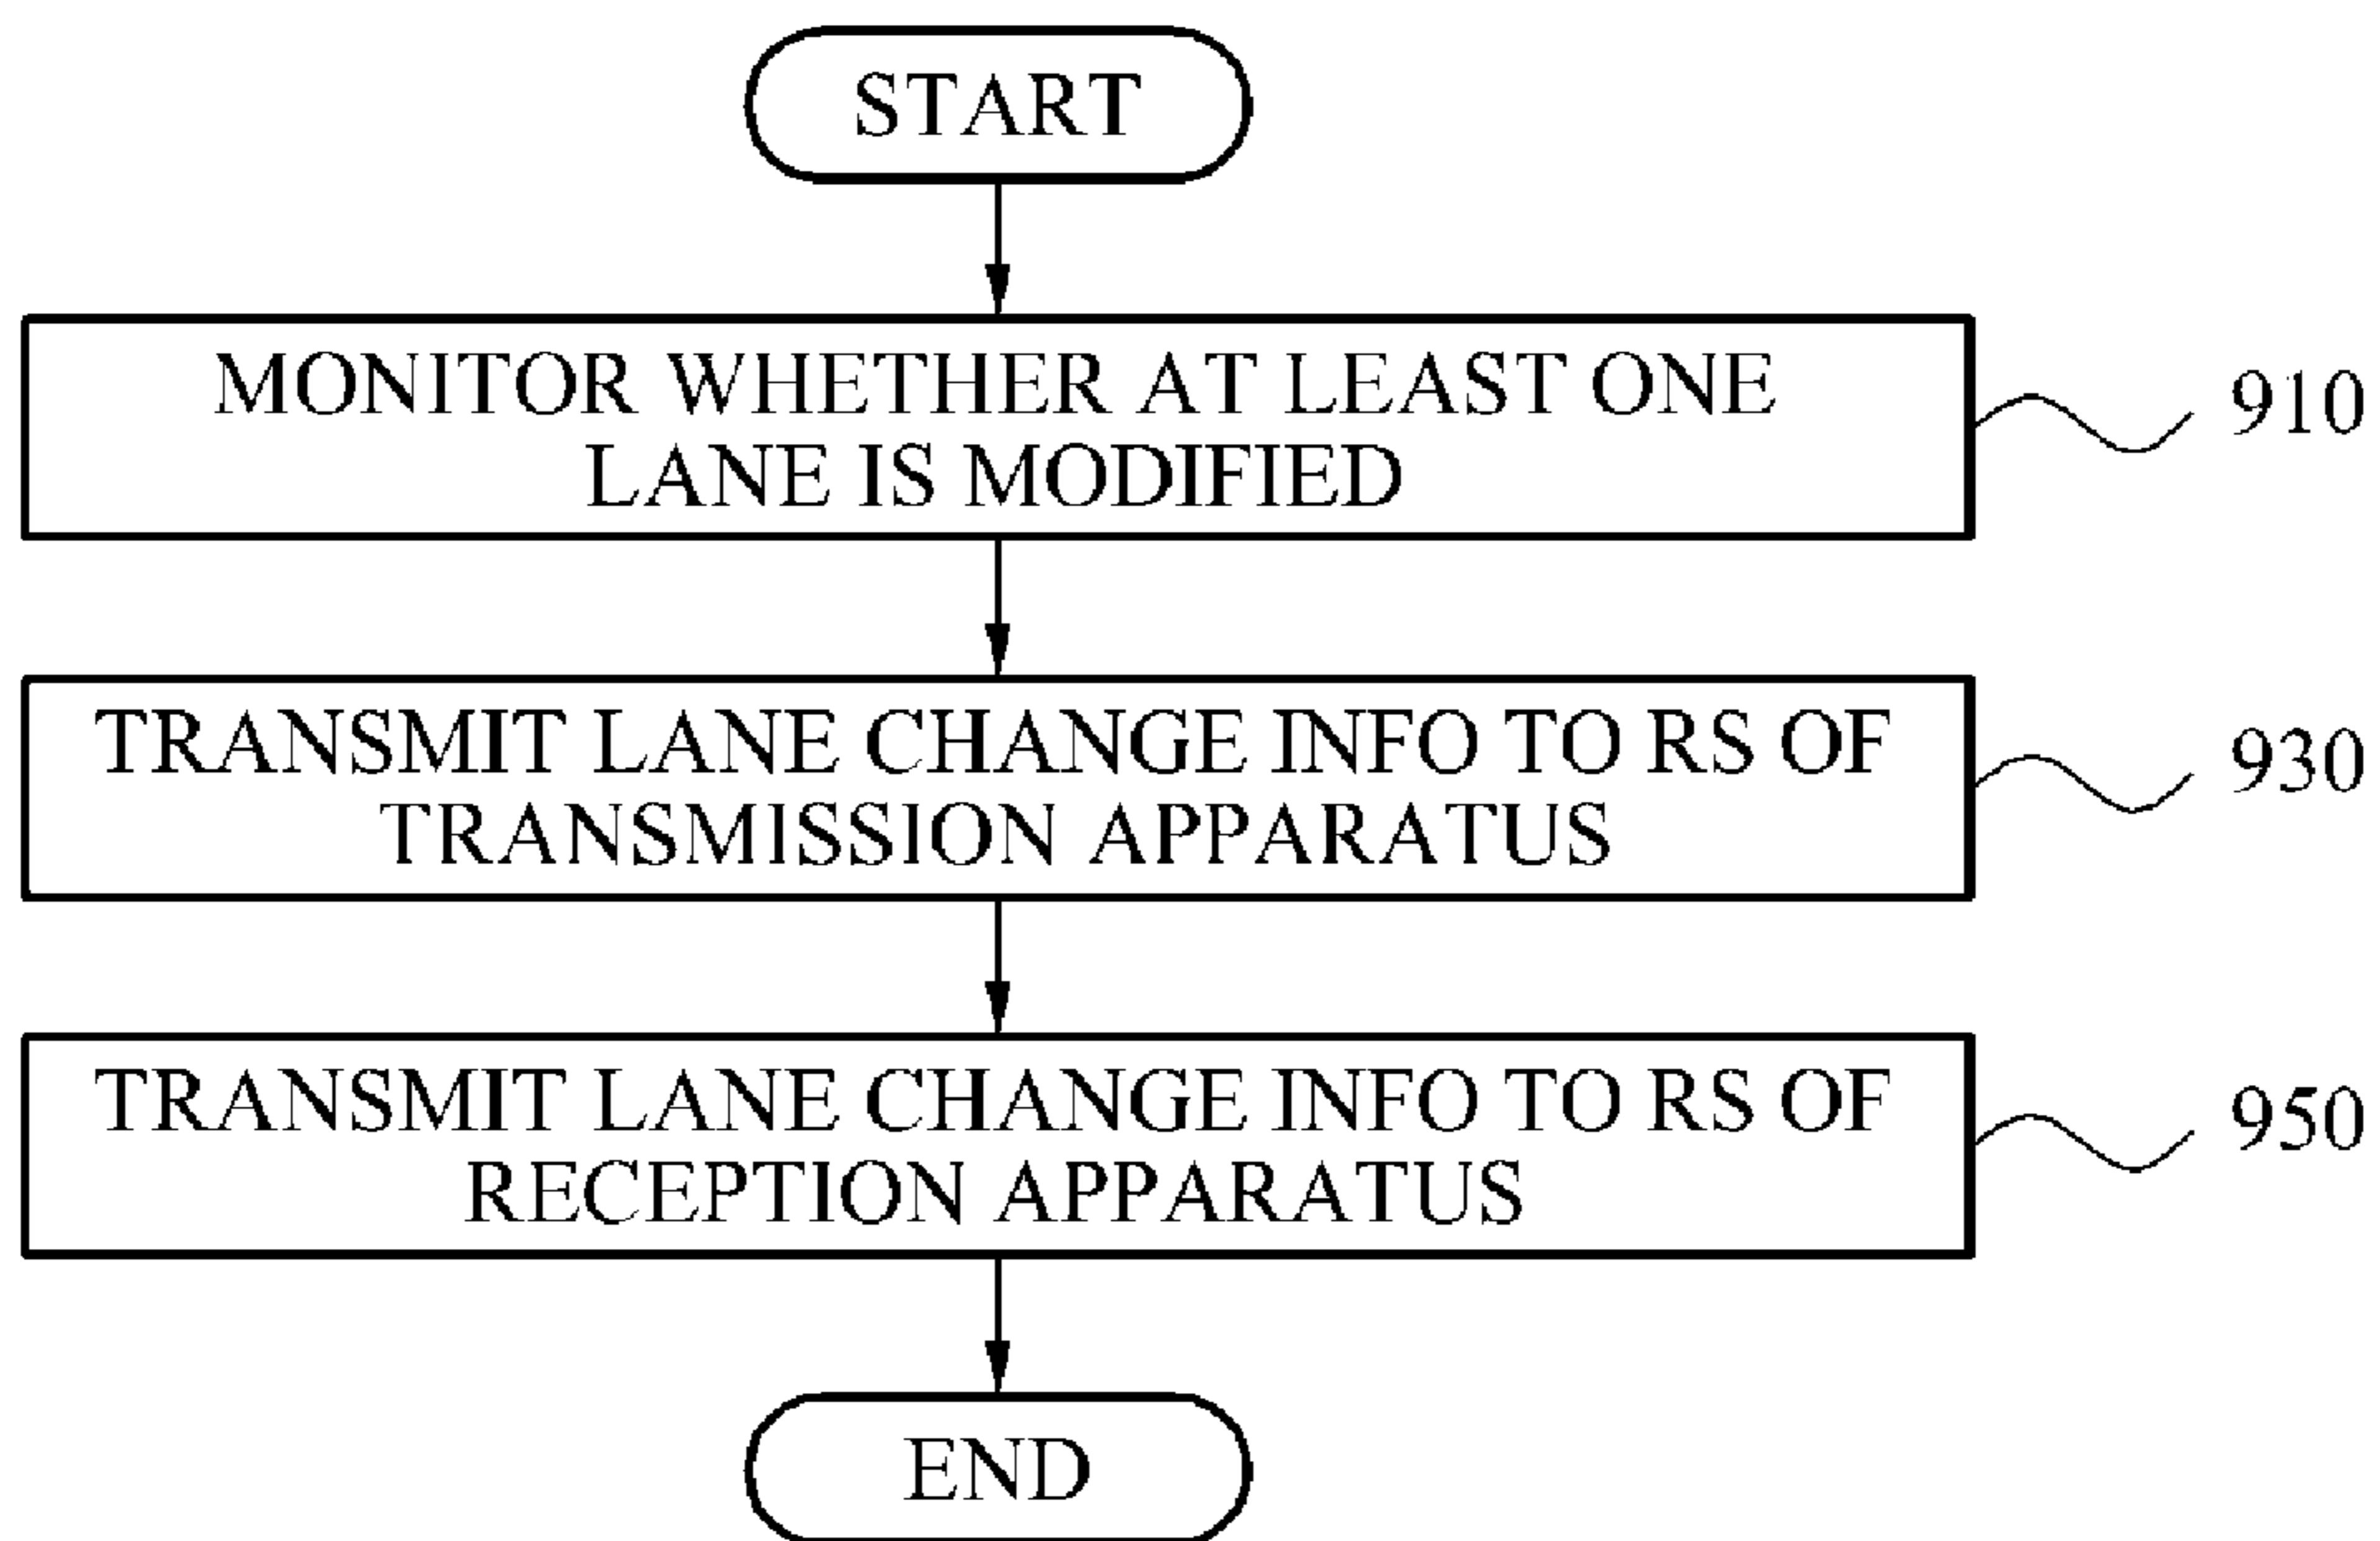 START
MONITOR WHETHER AT LEAST ONE
LANE IS MODIFIED
910
TRANSMIT LANE CHANGE INFO TO RS OF
TRANSMISSION APPARATUS
930
TRANSMIT LANE CHANGE INFO TO RS OF
RECEPTION APPARATUS
950
END